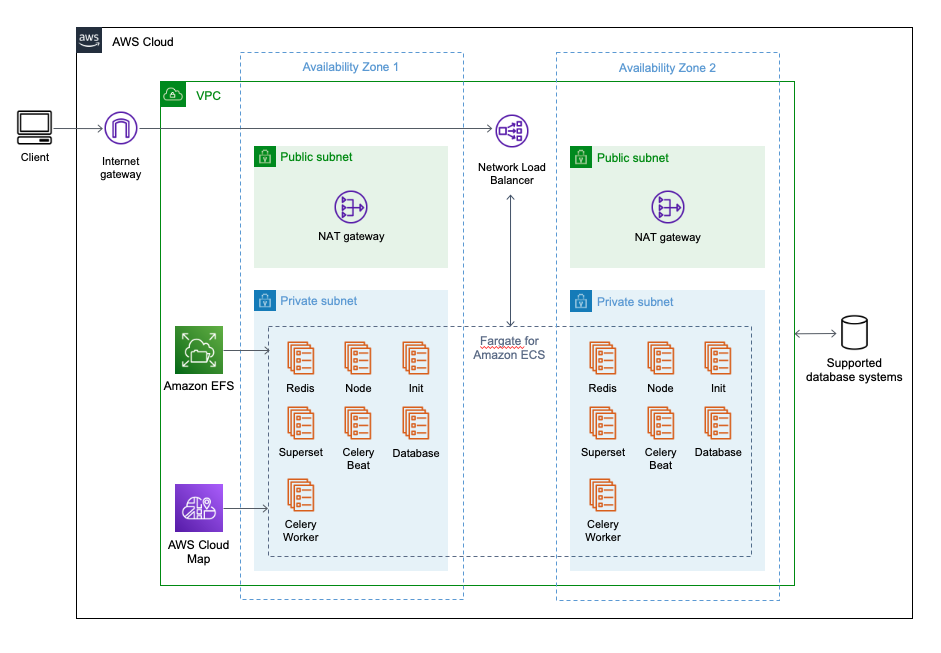 aws
AWS Cloud
Availability Zone 1
Availability Zone 2
VPC
Client
Internet
gateway
Network Load
Balancer
Public subnet
Public subnet
NAT gateway
NAT gateway
Private subnet
Private subnet
Fargate for
Amazon ECS
Amazon EFS
Redis
Node
Init
Redis
Node
Init
Supported
database systems
Superset
Celery
Beat
Database
Superset
Celery
Beat
Database
AWS Cloud
Map
Celery
Worker
Celery
Worker